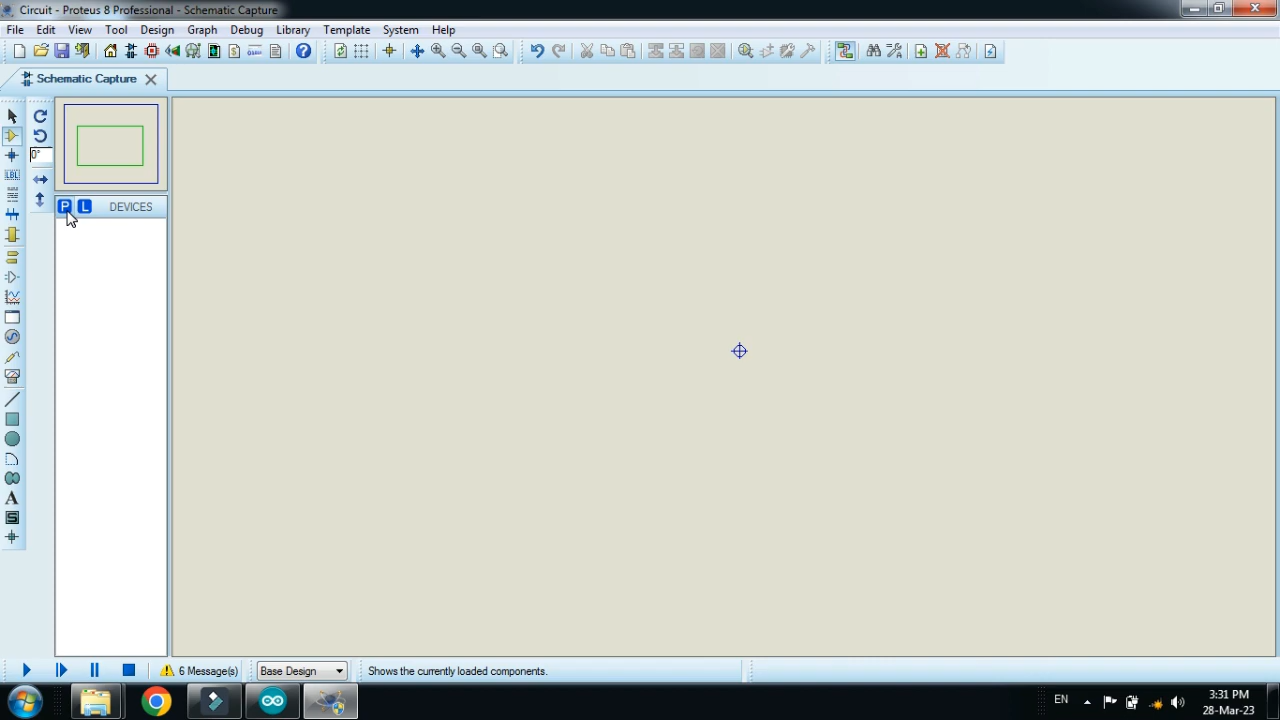 Circuit - Proteus 8 Professional - Schematic Capture
File Edit View Tool Design Graph Debug Library Template System Help
Schematic Capture
LBL
0°
P L DEVICES
A
S
6 Message(s) Base Design Shows the currently loaded components.
EN
3:31 PM
28-Mar-23